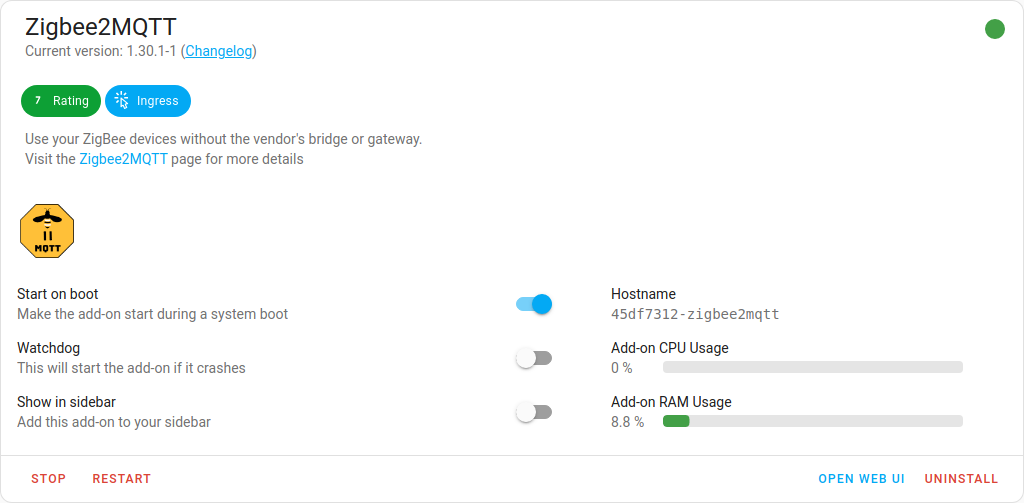 Zigbee2MQTT
Current version: 1.30.1-1 (Changelog)
7 Rating Ingress
Use your ZigBee devices without the vendor's bridge or gateway.
Visit the Zigbee2MQTT page for more details
MQTT
Start on boot
Make the add-on start during a system boot
Hostname
45df7312-zigbee2mqtt
Watchdog
This will start the add-on if it crashes
Add-on CPU Usage
0 %
Show in sidebar
Add this add-on to your sidebar
Add-on RAM Usage
8.8 %
STOP RESTART OPEN WEB UI UNINSTALL